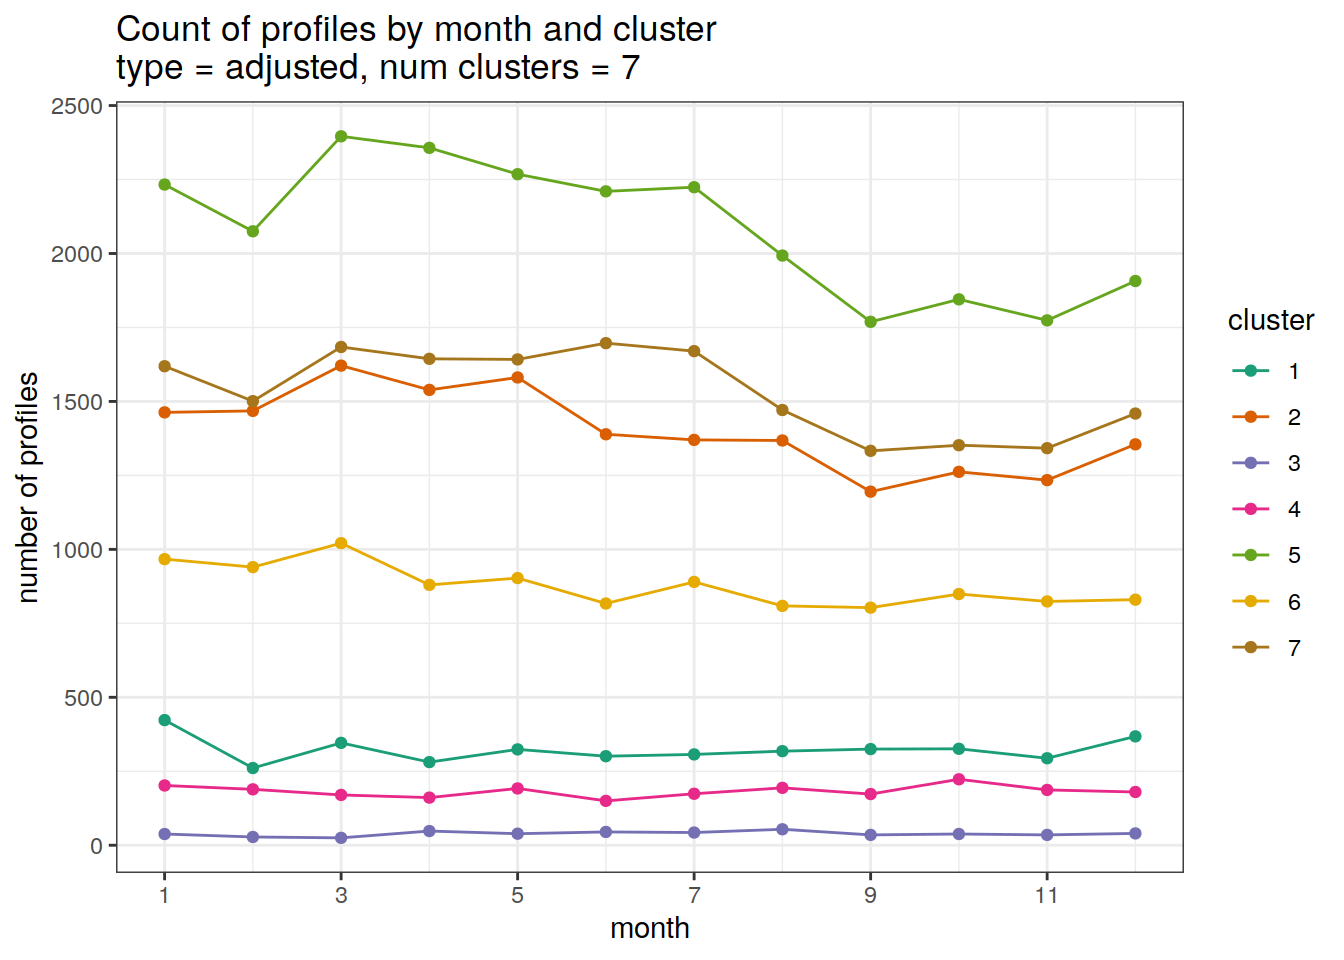 Count of profiles by month and cluster
type = adjusted, num clusters = 7
2500
2000
1500
1000
500
0
number of profiles
1 3 5 7 9 11
month
cluster
1
2
3
4
5
6
7